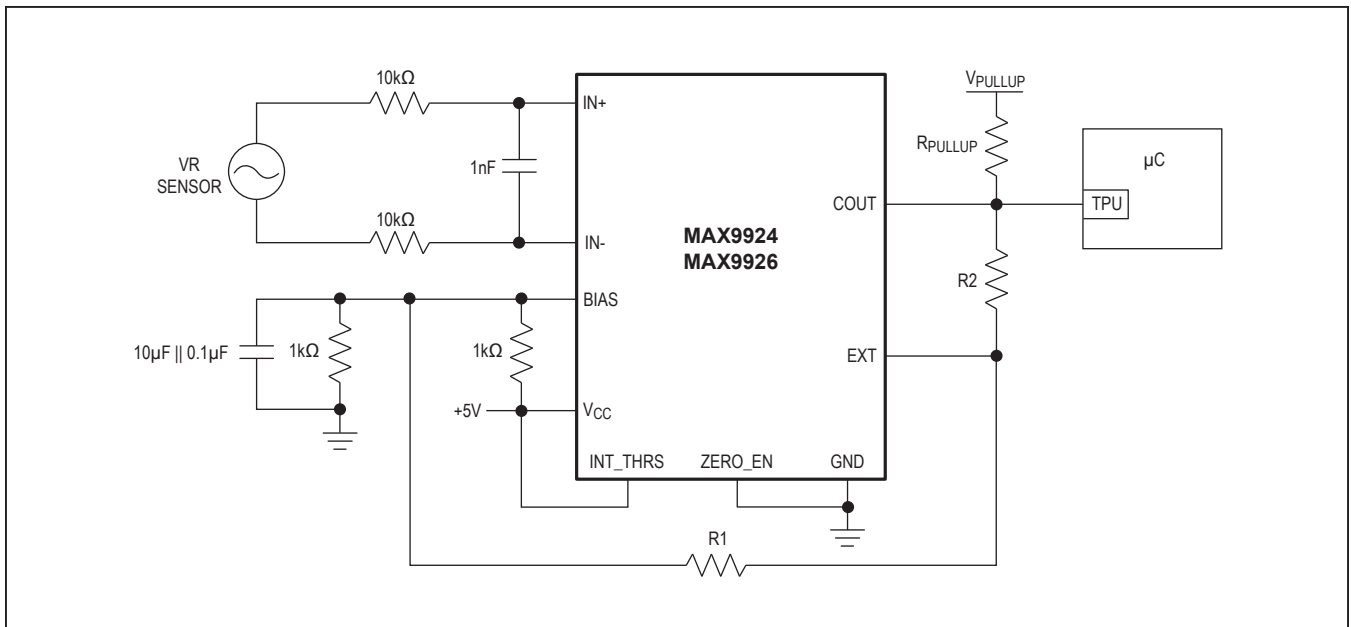 10kΩ
VR
SENSOR
1nF
10kΩ
10µF || 0.1µF
1kΩ
1kΩ
+5V
IN+
IN-
BIAS
VCC
INT_THRS
ZERO_EN
GND
MAX9924
MAX9926
COUT
EXT
VPULLUP
RPULLUP
R2
µC
TPU
R1